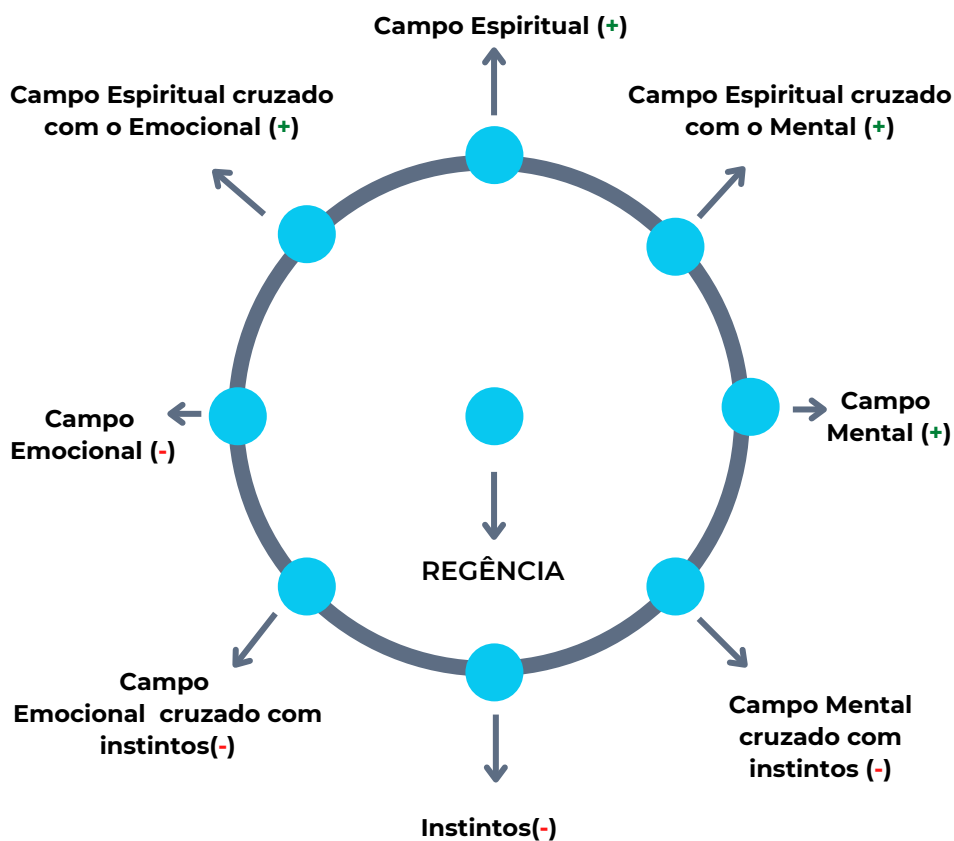 Campo Espiritual (+)
Campo Espiritual cruzado
com o Emocional (+)
Campo Espiritual cruzado
com o Mental (+)
Campo
Emocional (-)
Campo
Mental (+)
REGÊNCIA
Campo
Emocional  cruzado com
instintos(-)
Campo Mental
cruzado com
instintos (-)
Instintos(-)